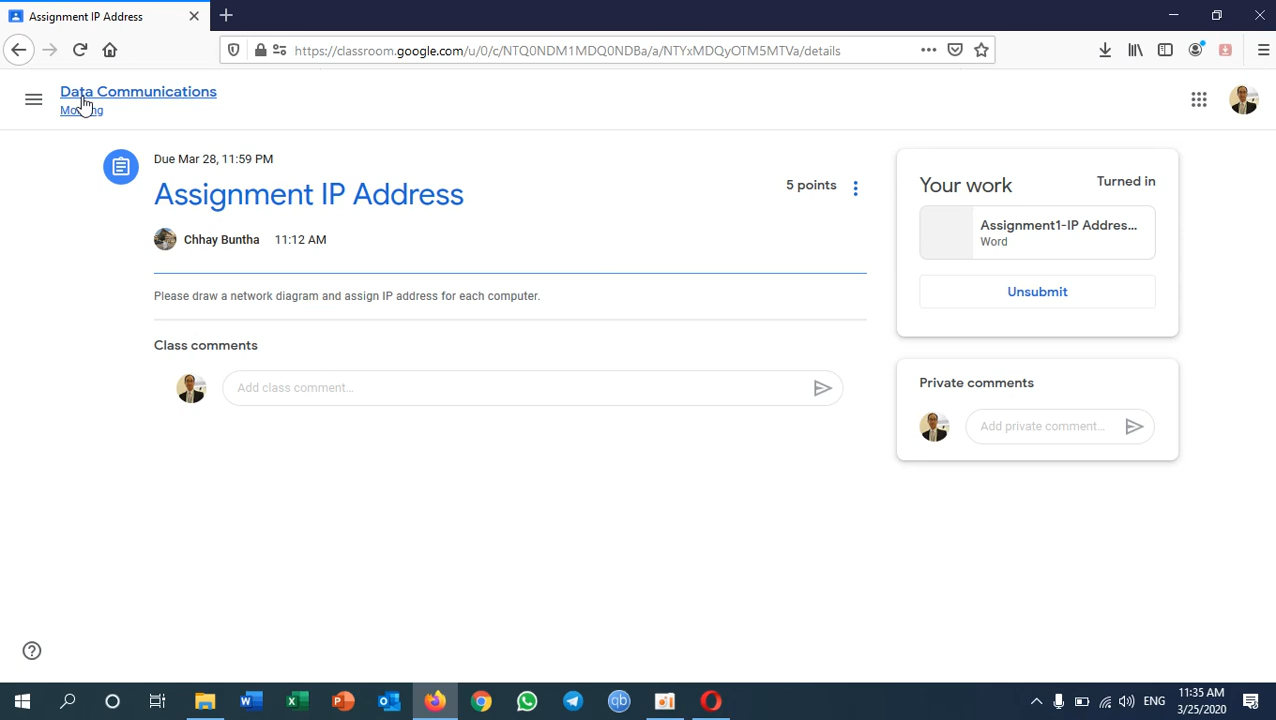 Assignment IP Address
https://classroom.google.com/u/0/c/NTQ0NDM1MDQ0NDBa/a/NTYxMDQyOTM5MTVa/details
Data Communications
Due Mar 28, 11:59 PM
Assignment IP Address
5 points
Chhay Buntha 11:12 AM
Please draw a network diagram and assign IP address for each computer.
Class comments
Add class comment...
Your work
Turned in
Assignment1-IP Addres...
Word
Unsubmit
Private comments
Add private comment...
ENG
11:35 AM
3/25/2020